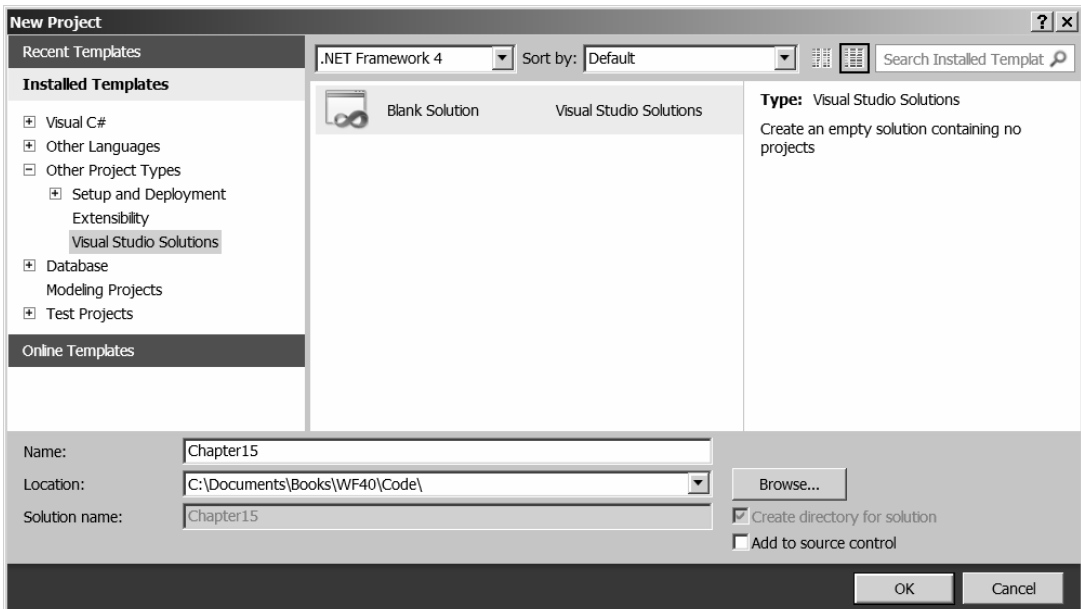 New Project
Recent Templates
.NET Framework 4
Sort by: Default
Search Installed Templat
Installed Templates
Visual C#
Other Languages
Other Project Types
Setup and Deployment
Extensibility
Visual Studio Solutions
Database
Modeling Projects
Test Projects
Online Templates
Blank Solution
Visual Studio Solutions
Type: Visual Studio Solutions
Create an empty solution containing no
projects
Name:
Chapter15
Location:
C:\Documents\Books\WF40\Code\
Browse...
Solution name:
Chapter15
Create directory for solution
Add to source control
OK
Cancel